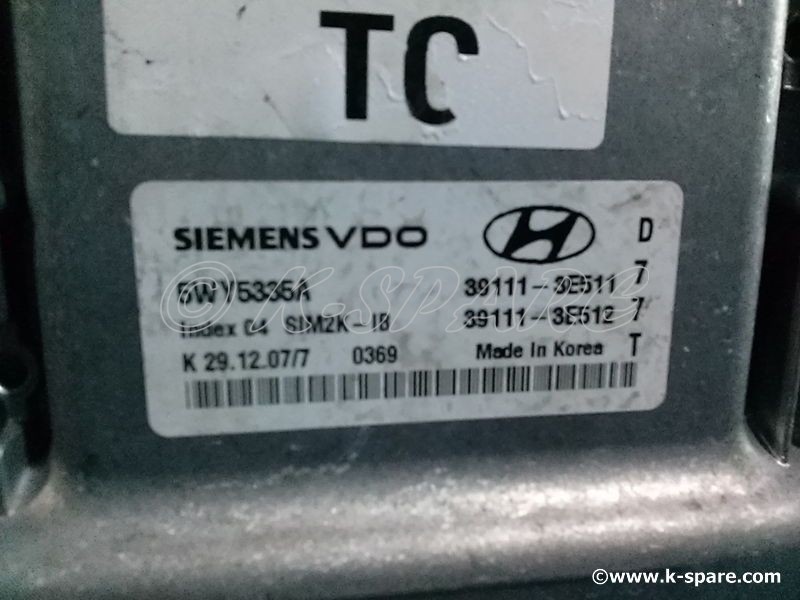 TC
SIEMENS VDO
5WY5335A
Index 04 SIM2K-IB
K 29.12.07/7 0369
39111-3E511
39111-3E512
Made In Korea
D
7
7
T
© K-SPARE
©www.k-spare.com